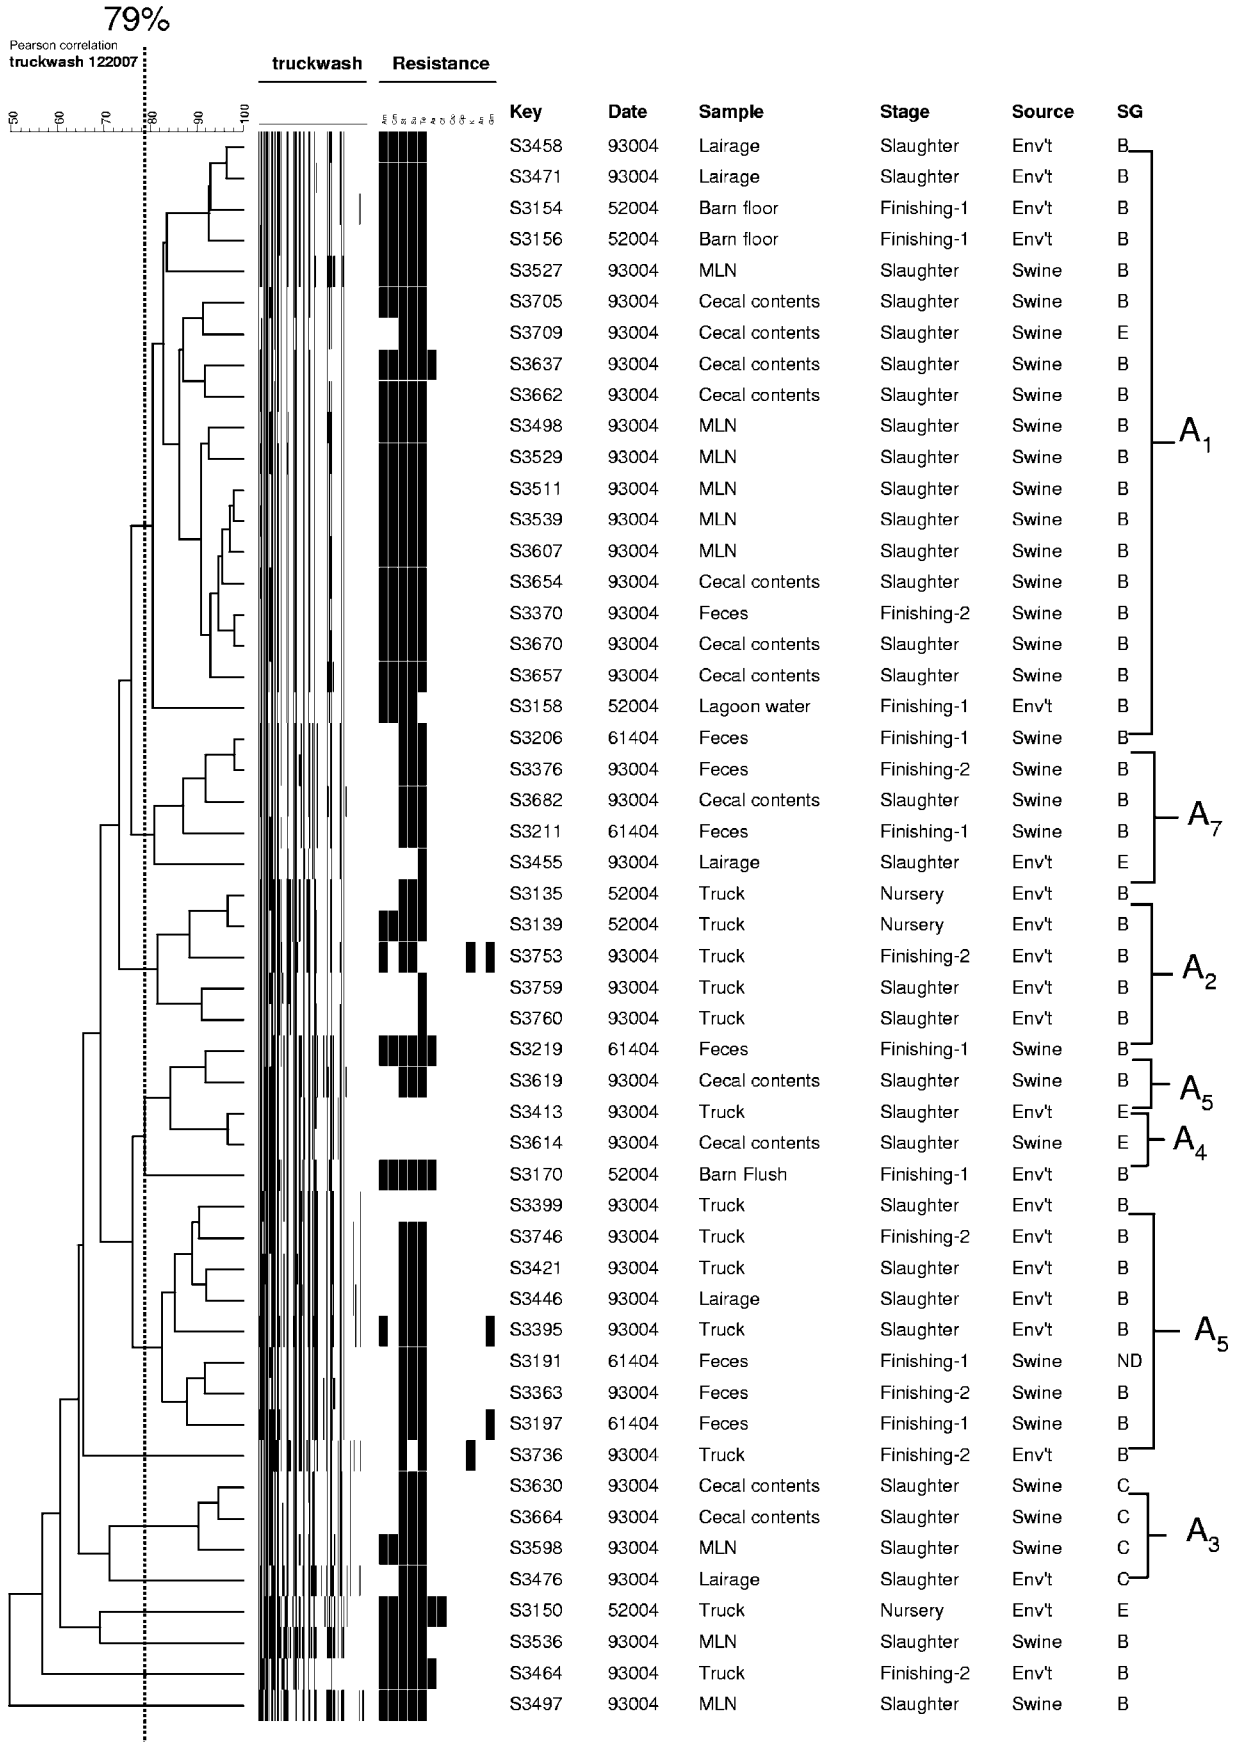 79%
Pearson correlation
truckwash 122007
truckwash Resistance
50 60 70 80 90 100
Am Cm St Su Te
Key Date Sample Stage Source SG
S3458 93004 Lairage Slaughter Env't B
S3471 93004 Lairage Slaughter Env't B
S3154 52004 Barn floor Finishing-1 Env't B
S3156 52004 Barn floor Finishing-1 Env't B
S3527 93004 MLN Slaughter Swine B
S3705 93004 Cecal contents Slaughter Swine B
S3709 93004 Cecal contents Slaughter Swine E
S3637 93004 Cecal contents Slaughter Swine B
S3662 93004 Cecal contents Slaughter Swine B
S3498 93004 MLN Slaughter Swine B
A1
S3529 93004 MLN Slaughter Swine B
S3511 93004 MLN Slaughter Swine B
S3539 93004 MLN Slaughter Swine B
S3607 93004 MLN Slaughter Swine B
S3654 93004 Cecal contents Slaughter Swine B
S3370 93004 Feces Finishing-2 Swine B
S3670 93004 Cecal contents Slaughter Swine B
S3657 93004 Cecal contents Slaughter Swine B
S3158 52004 Lagoon water Finishing-1 Env't B
S3206 61404 Feces Finishing-1 Swine B
S3376 93004 Feces Finishing-2 Swine B
S3682 93004 Cecal contents Slaughter Swine B
A7
S3211 61404 Feces Finishing-1 Swine B
S3455 93004 Lairage Slaughter Env't E
S3135 52004 Truck Nursery Env't B
S3139 52004 Truck Nursery Env't B
S3753 93004 Truck Finishing-2 Env't B
A2
S3759 93004 Truck Slaughter Env't B
S3760 93004 Truck Slaughter Env't B
S3219 61404 Feces Finishing-1 Swine B
S3619 93004 Cecal contents Slaughter Swine B
A5
S3413 93004 Truck Slaughter Env't E
S3614 93004 Cecal contents Slaughter Swine E
A4
S3170 52004 Barn Flush Finishing-1 Env't B
S3399 93004 Truck Slaughter Env't B
S3746 93004 Truck Finishing-2 Env't B
S3421 93004 Truck Slaughter Env't B
S3446 93004 Lairage Slaughter Env't B
S3395 93004 Truck Slaughter Env't B
A5
S3191 61404 Feces Finishing-1 Swine ND
S3363 93004 Feces Finishing-2 Swine B
S3197 61404 Feces Finishing-1 Swine B
S3736 93004 Truck Finishing-2 Env't B
S3630 93004 Cecal contents Slaughter Swine C
S3664 93004 Cecal contents Slaughter Swine C
A3
S3598 93004 MLN Slaughter Swine C
S3476 93004 Lairage Slaughter Env't C
S3150 52004 Truck Nursery Env't E
S3536 93004 MLN Slaughter Swine B
S3464 93004 Truck Finishing-2 Env't B
S3497 93004 MLN Slaughter Swine B